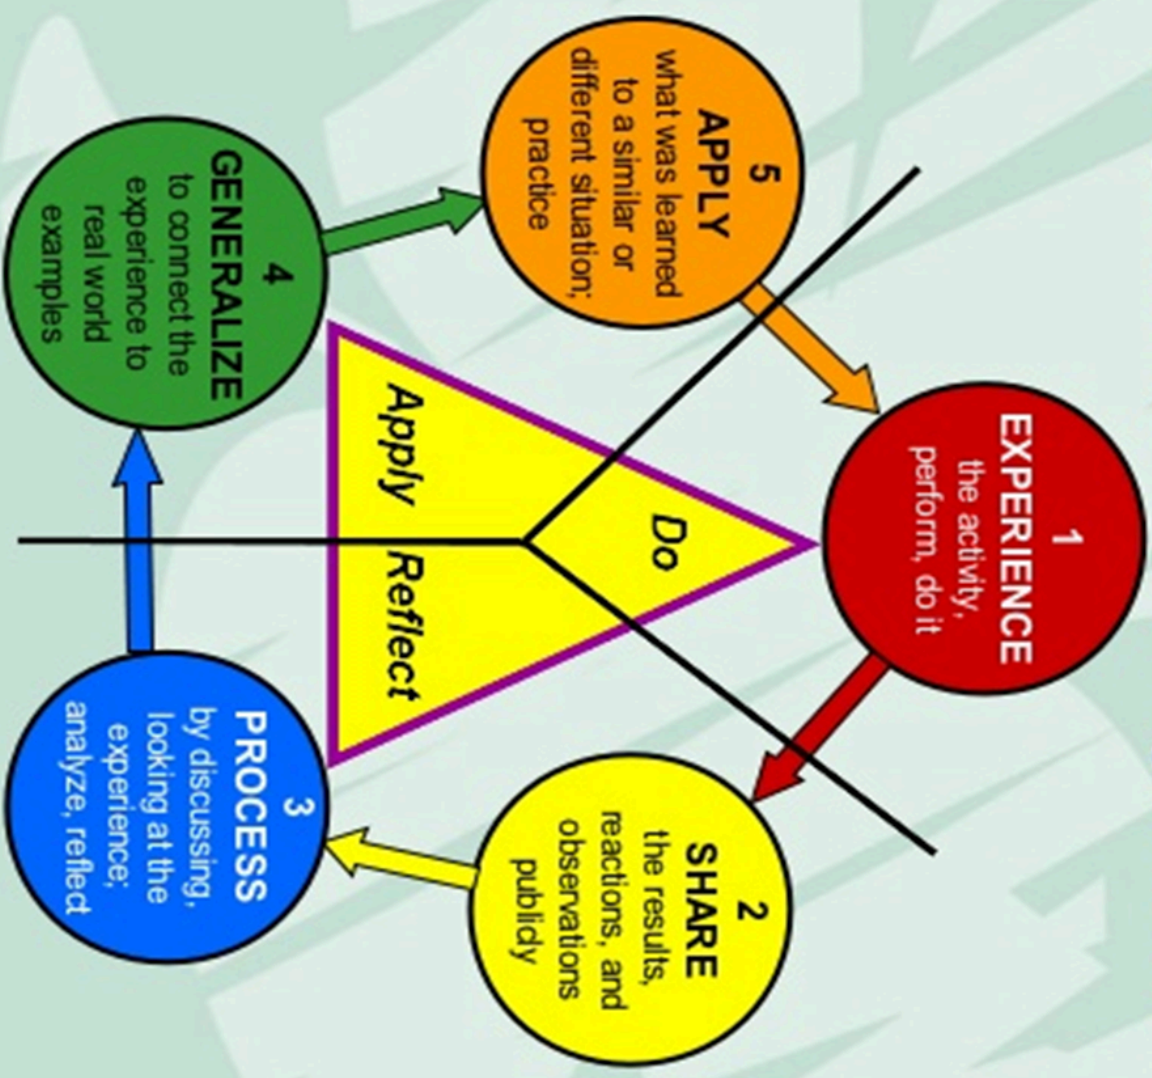 1
EXPERIENCE
the activity,
perform, do it
2
SHARE
the results,
reactions, and
observations
publicly
3
PROCESS
by discussing,
looking at the
experience;
analyze, reflect
4
GENERALIZE
to connect the
experience to
real world
examples
5
APPLY
what was learned
to a similar or
different situation;
practice
Do
Reflect
Apply